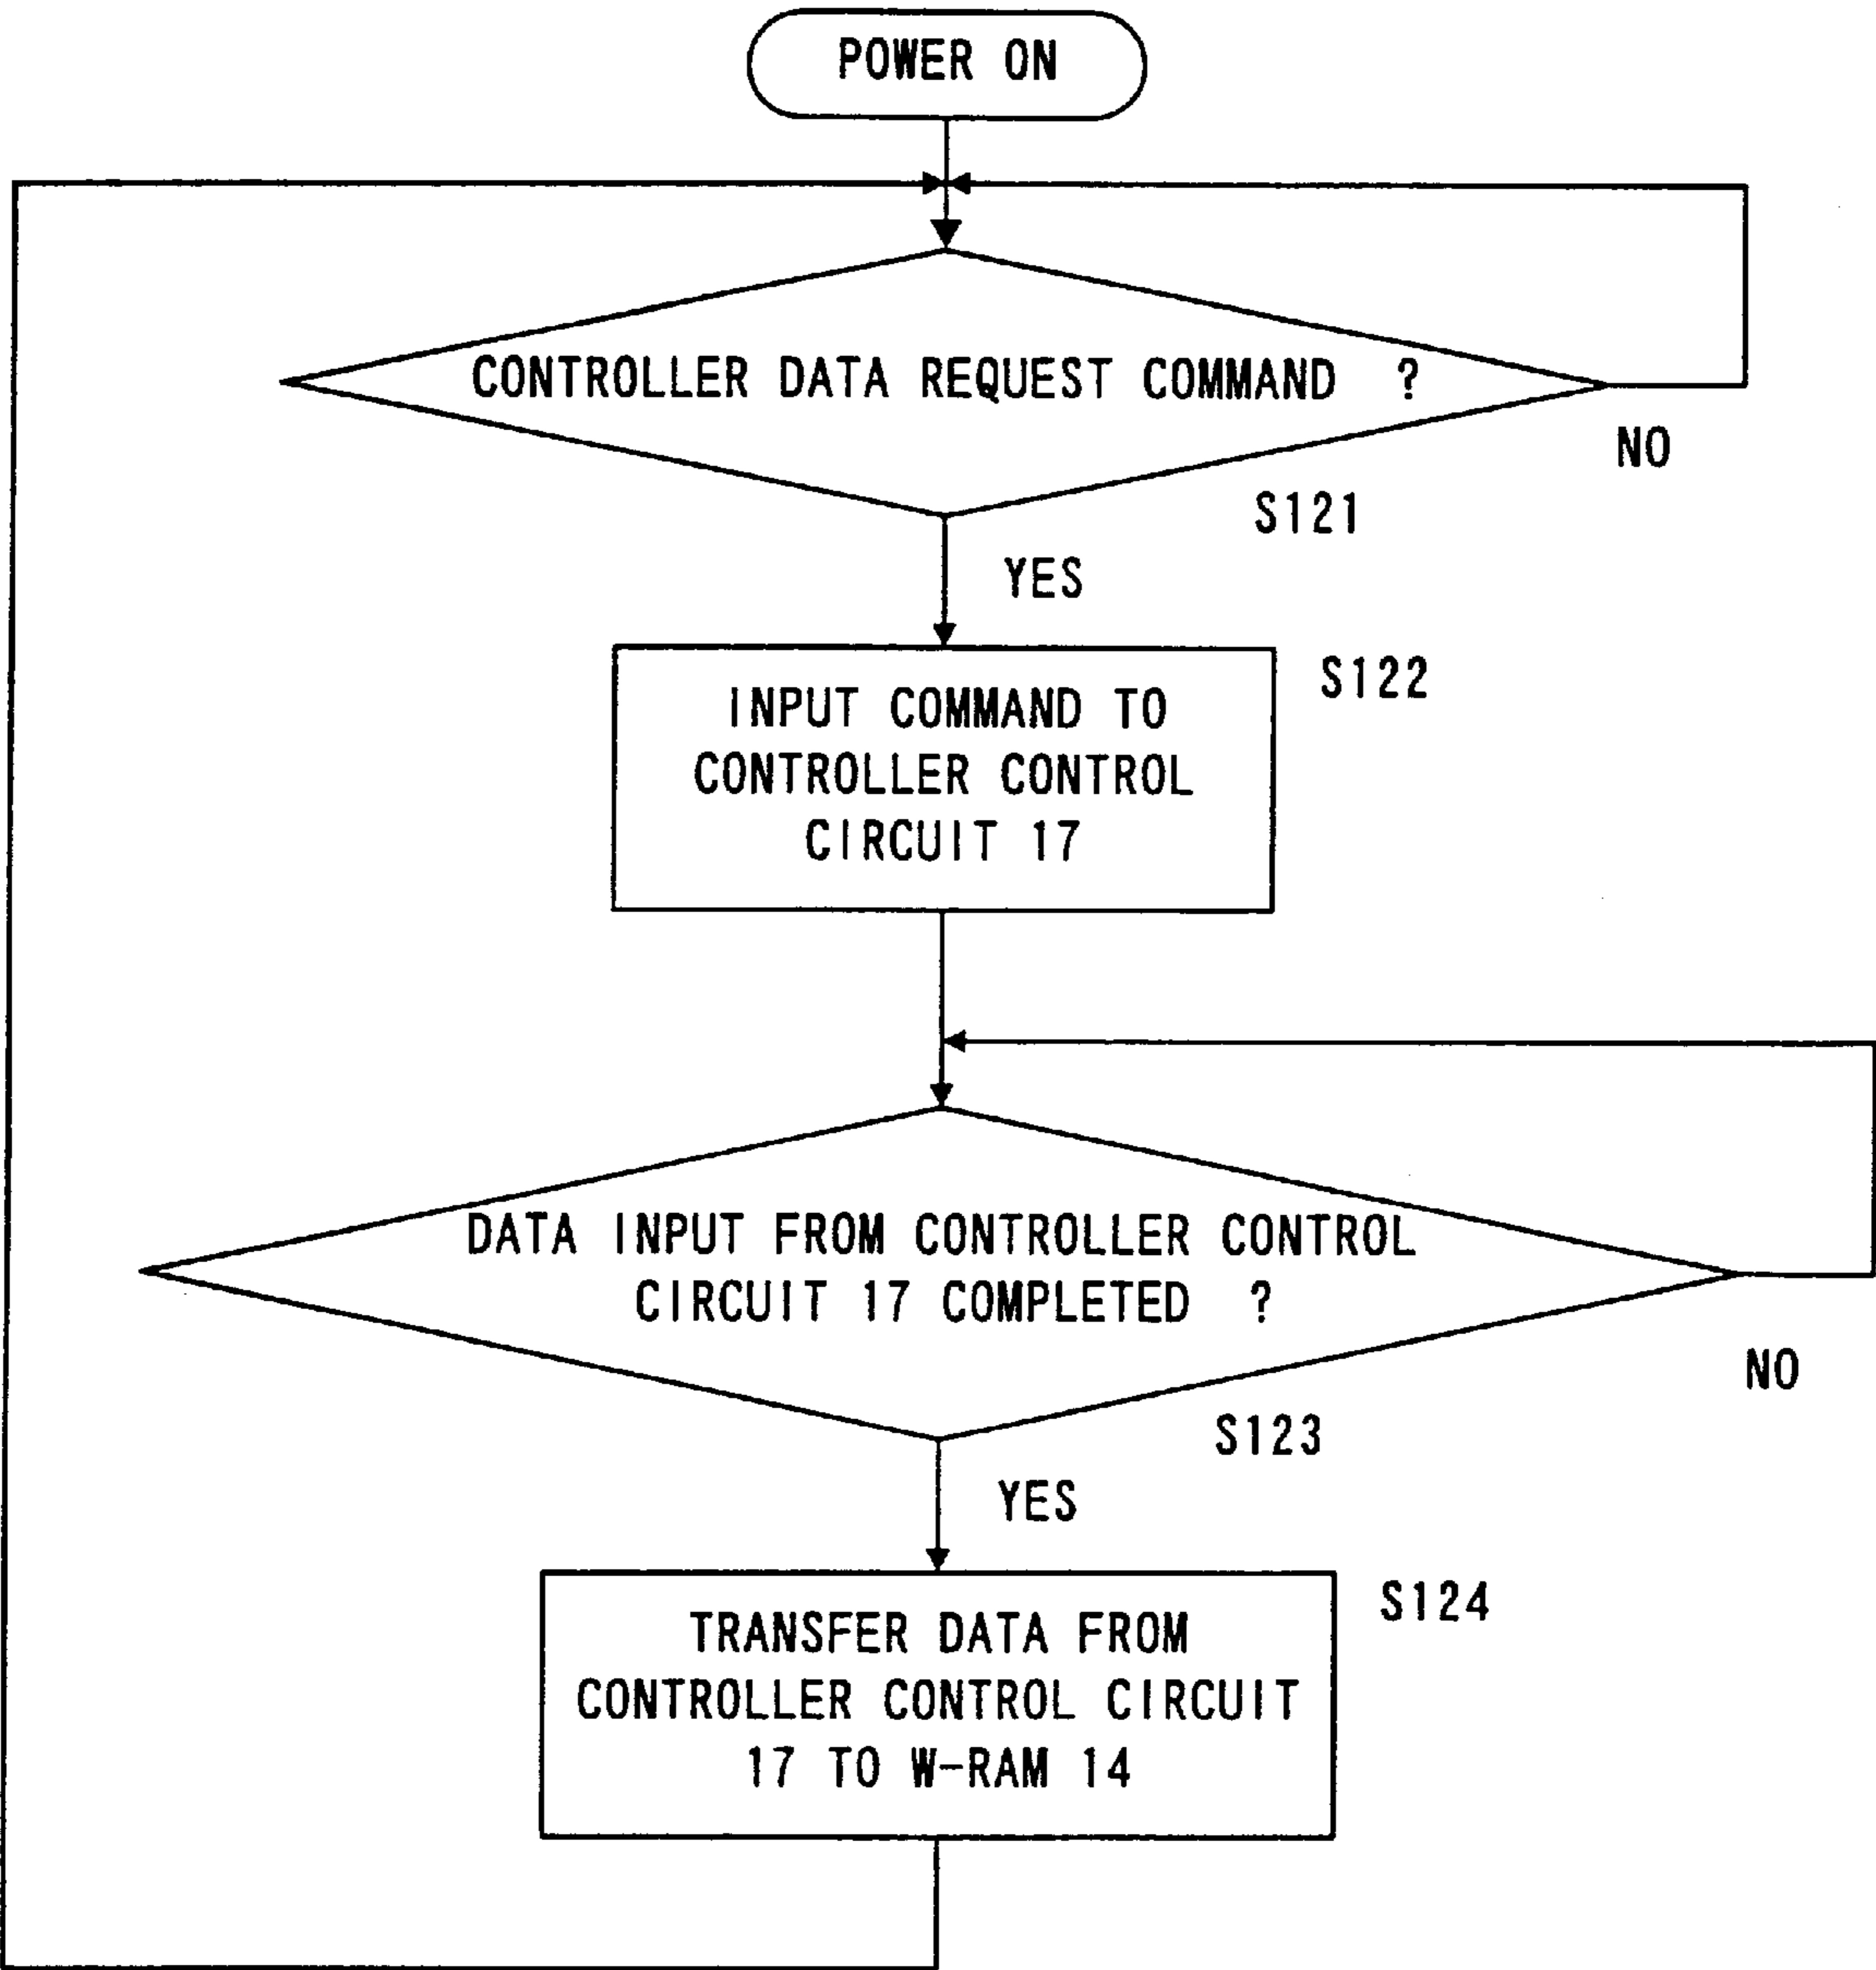 POWER ON
CONTROLLER DATA REQUEST COMMAND ?
NO
S121
YES
S122
INPUT COMMAND TO
CONTROLLER CONTROL
CIRCUIT 17
DATA INPUT FROM CONTROLLER CONTROL
CIRCUIT 17 COMPLETED ?
NO
S123
YES
S124
TRANSFER DATA FROM
CONTROLLER CONTROL CIRCUIT
17 TO W-RAM 14